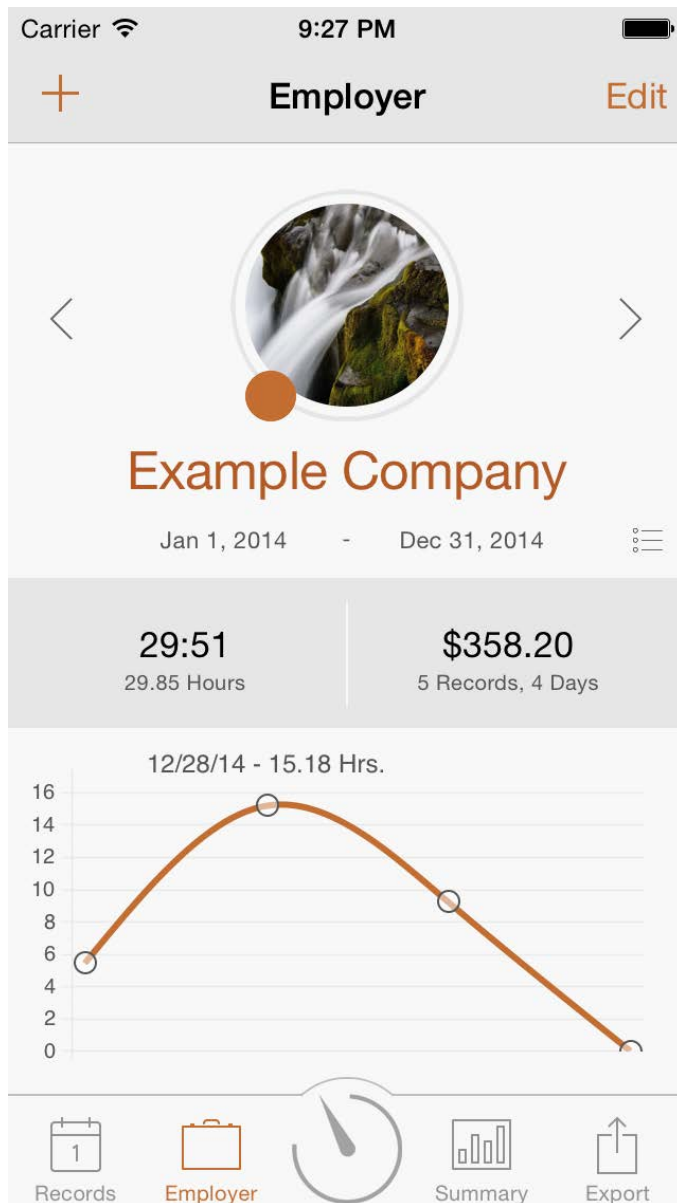 Carrier 9:27 PM
Employer Edit
Example Company
Jan 1, 2014 - Dec 31, 2014
29:51 $358.20
29.85 Hours 5 Records, 4 Days
12/28/14 - 15.18 Hrs.
16
14
12
10
8
6
4
2
0
1
Records Employer Summary Export